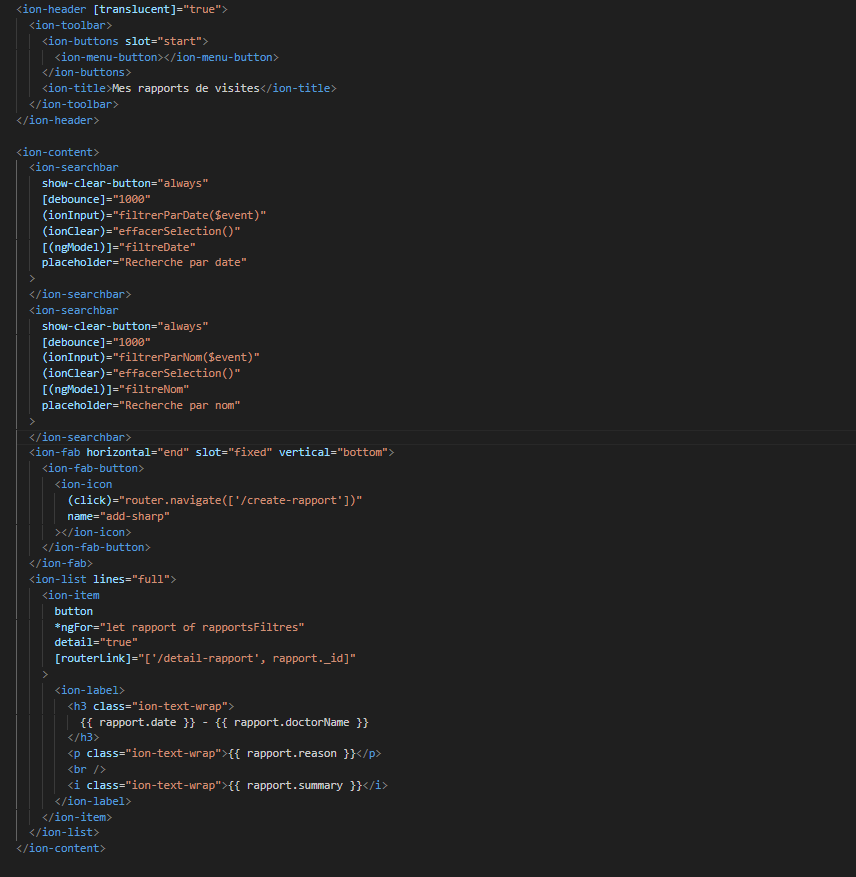 <ion-header [translucent]="true">
  <ion-toolbar>
    <ion-buttons slot="start">
      <ion-menu-button></ion-menu-button>
    </ion-buttons>
    <ion-title>Mes rapports de visites</ion-title>
  </ion-toolbar>
</ion-header>

<ion-content>
  <ion-searchbar
    show-clear-button="always"
    [debounce]="1000"
    (ionInput)="filtrerParDate($event)"
    (ionClear)="effacerSelection()"
    [(ngModel)]="filtreDate"
    placeholder="Recherche par date"
  >
  </ion-searchbar>
  <ion-searchbar
    show-clear-button="always"
    [debounce]="1000"
    (ionInput)="filtrerParNom($event)"
    (ionClear)="effacerSelection()"
    [(ngModel)]="filtreNom"
    placeholder="Recherche par nom"
  >
  </ion-searchbar>
  <ion-fab horizontal="end" slot="fixed" vertical="bottom">
    <ion-fab-button>
      <ion-icon
        (click)="router.navigate(['/create-rapport'])"
        name="add-sharp"
      ></ion-icon>
    </ion-fab-button>
  </ion-fab>
  <ion-list lines="full">
    <ion-item
      button
      *ngFor="let rapport of rapportsFiltres"
      detail="true"
      [routerLink]="['/detail-rapport', rapport._id]"
    >
      <ion-label>
        <h3 class="ion-text-wrap">
          {{ rapport.date }} - {{ rapport.doctorName }}
        </h3>
        <p class="ion-text-wrap">{{ rapport.reason }}</p>
        <br />
        <i class="ion-text-wrap">{{ rapport.summary }}</i>
      </ion-label>
    </ion-item>
  </ion-list>
</ion-content>